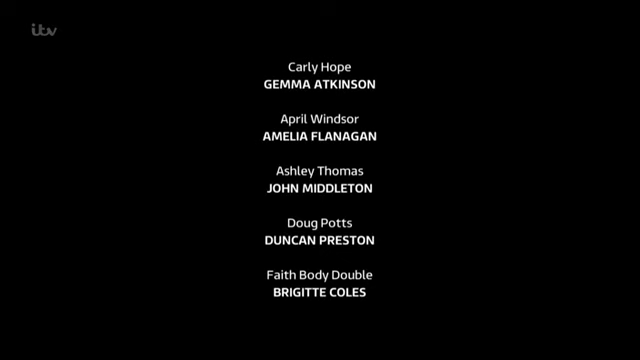 itv
Carly Hope
GEMMA ATKINSON
April Windsor
AMELIA FLANAGAN
Ashley Thomas
JOHN MIDDLETON
Doug Potts
DUNCAN PRESTON
Faith Body Double
BRIGITTE COLES